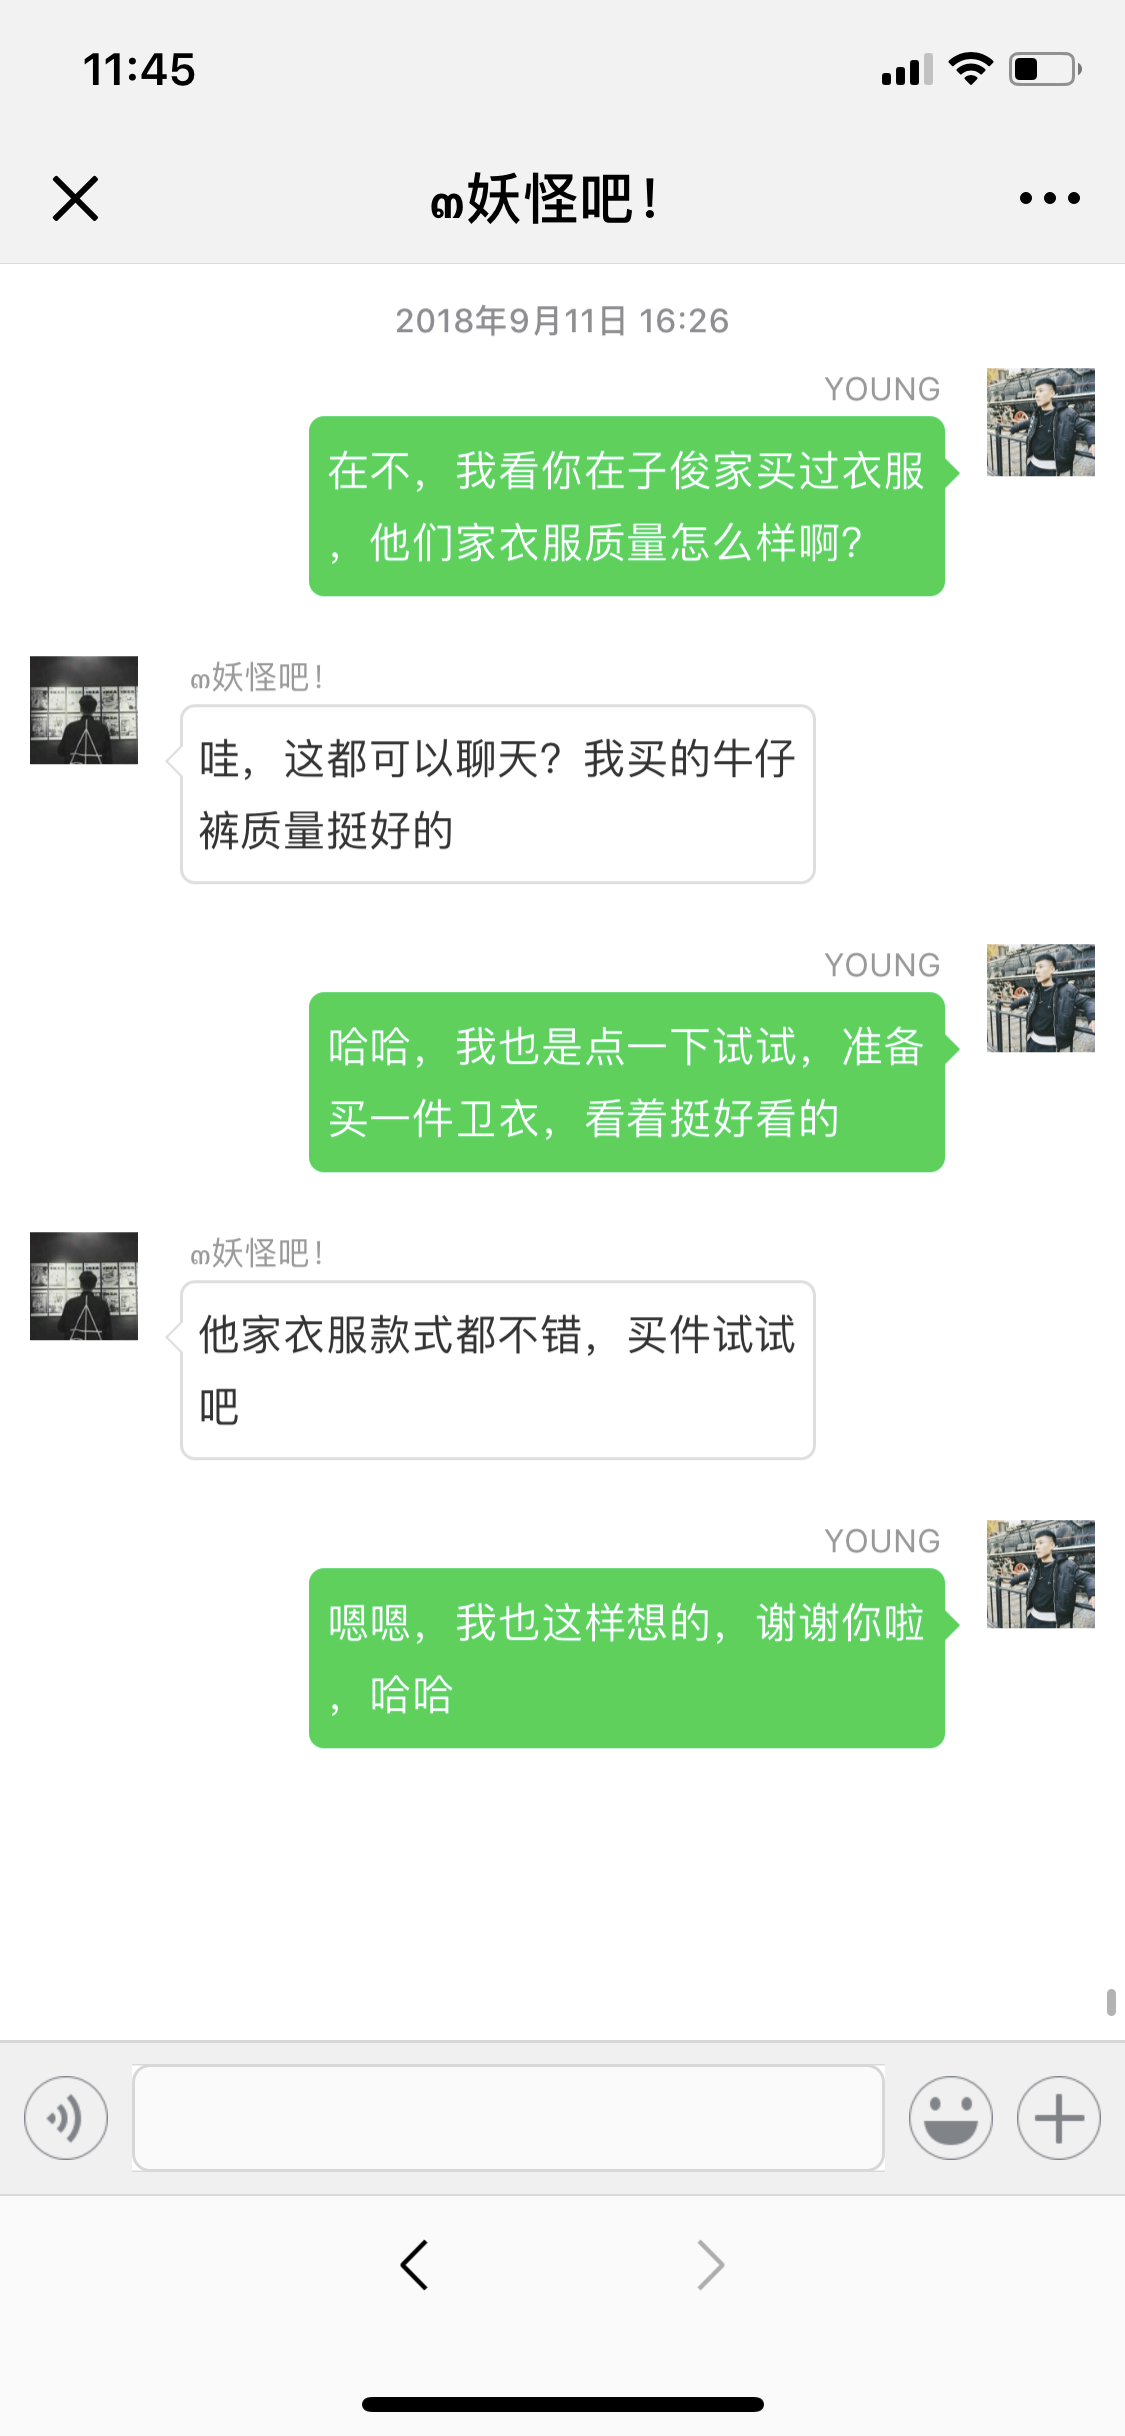 11:45
ണ妖怪吧！
2018年9月11日 16:26
YOUNG
在不，我看你在子俊家买过衣服
，他们家衣服质量怎么样啊？
ണ妖怪吧！
哇，这都可以聊天？我买的牛仔
裤质量挺好的
YOUNG
哈哈，我也是点一下试试，准备
买一件卫衣，看着挺好看的
ണ妖怪吧！
他家衣服款式都不错，买件试试
吧
YOUNG
嗯嗯，我也这样想的，谢谢你啦
，哈哈